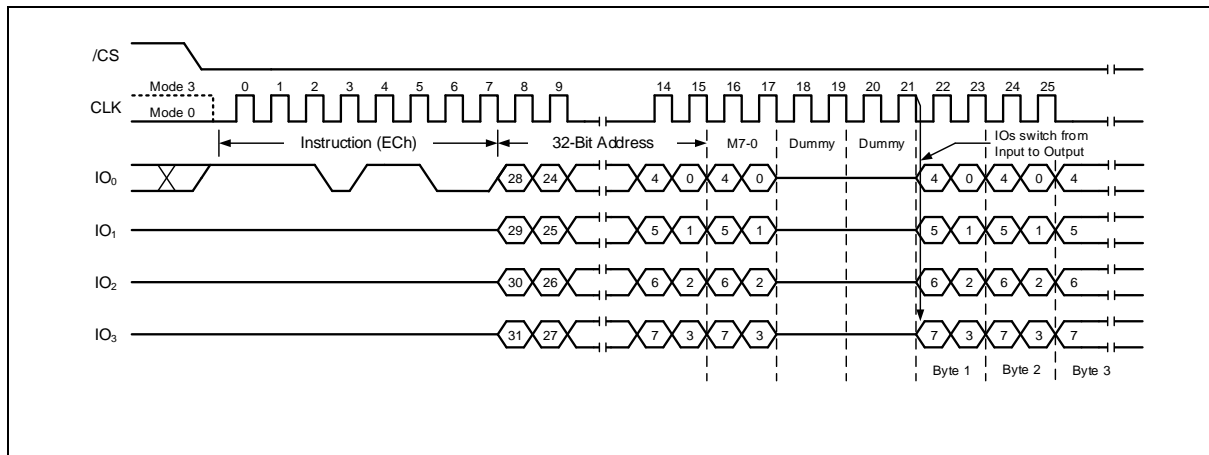 /CS
Mode 3 0 1 2 3 4 5 6 7 8 9 14 15 16 17 18 19 20 21 22 23 24 25
CLK
Mode 0
Instruction (ECh) 32-Bit Address M7-0 Dummy Dummy IOs switch from
Input to Output
IO₀ 28 24 4 0 4 0 4 0 4 0 4
IO₁ 29 25 5 1 5 1 5 1 5 1 5
IO₂ 30 26 6 2 6 2 6 2 6 2 6
IO₃ 31 27 7 3 7 3 7 3 7 3 7
Byte 1 Byte 2 Byte 3